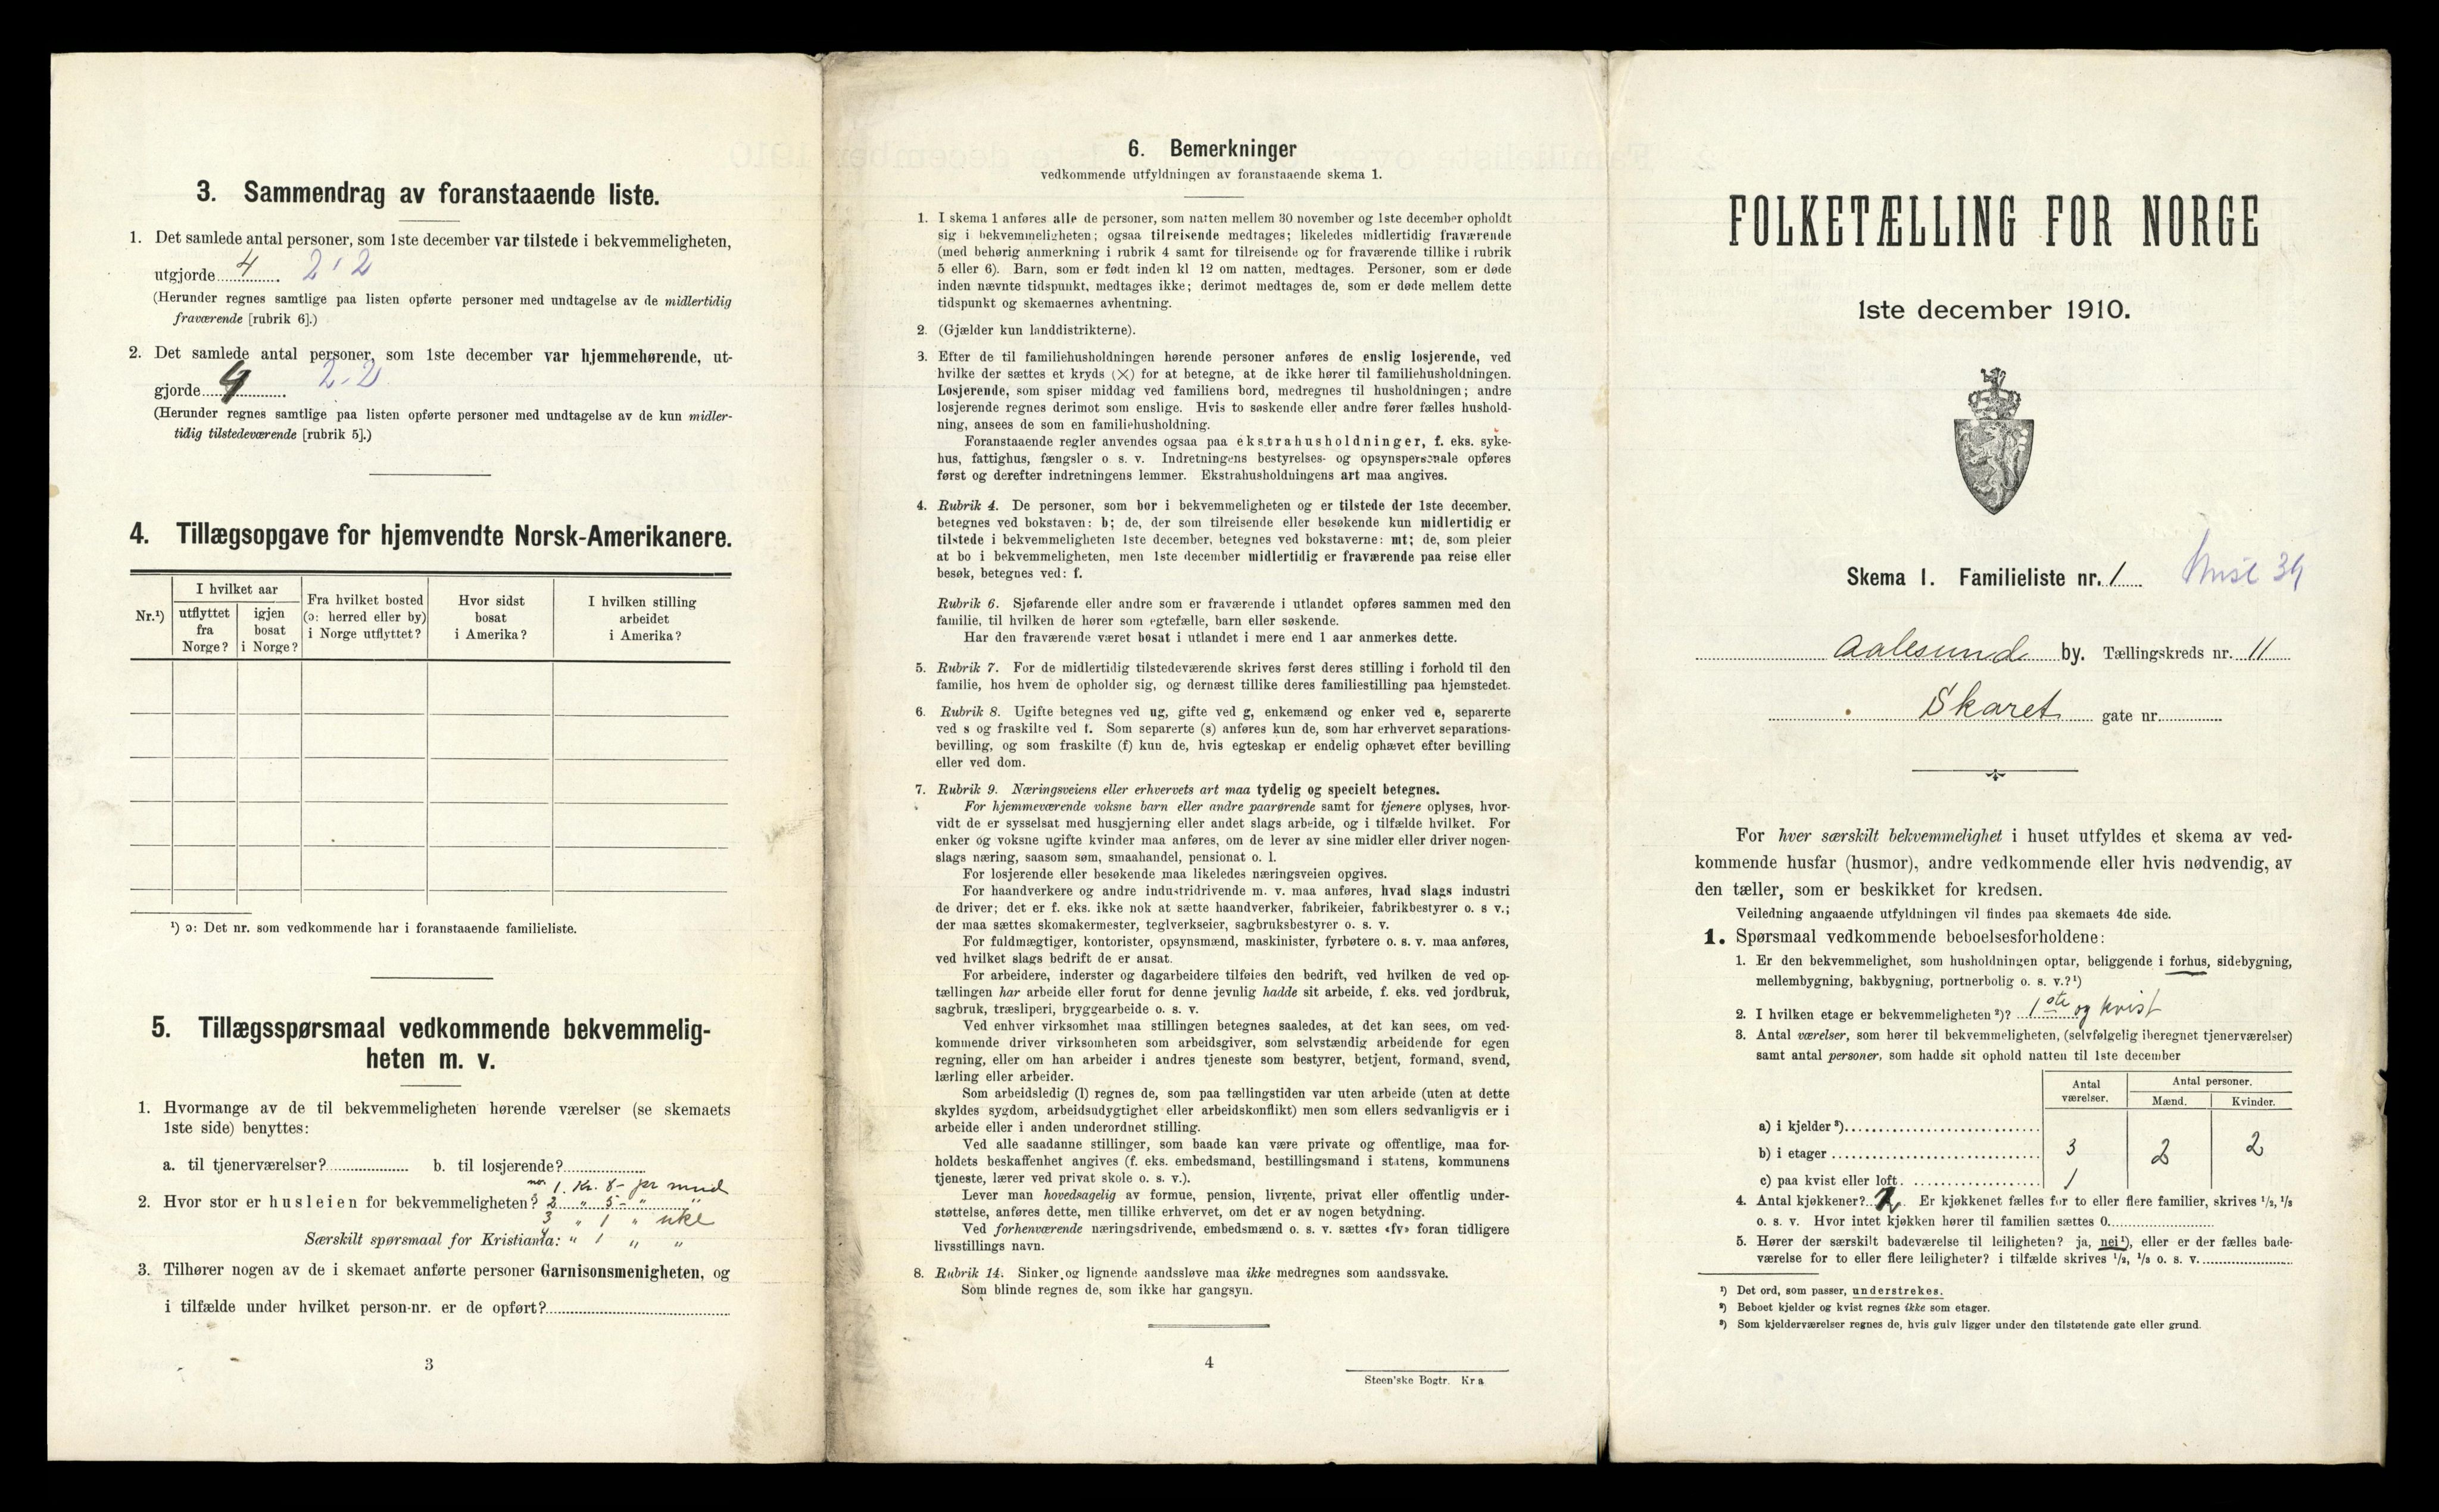 3. Sammendrag av foranstaaende liste.
1. Det samlede antal personer, som 1ste december var tilstede i bekvemmeligheten,
utgjorde 4 2 - 2
(Herunder regnes samtlige paa listen opførte personer med undtagelse av de midlertidig
fraværende [rubrik 6].)
2. Det samlede antal personer, som 1ste december var hjemmehørende, ut-
gjorde 4 2-2
(Herunder regnes samtlige paa listen opførte personer med undtagelse av de kun midler-
tidig tilstedeværende [rubrik 5].)
4. Tillægsopgave for hjemvendte Norsk-Amerikanere.
Nr.¹)
I hvilket aar
utflyttet
fra
Norge?
igjen
bosat
i Norge?
Fra hvilket bosted
(ɔ: herred eller by)
i Norge utflyttet?
Hvor sidst
bosat
i Amerika?
I hvilken stilling
arbeidet
i Amerika?
¹) ɔ: Det nr. som vedkommende har i foranstaaende familieliste.
5. Tillægsspørsmaal vedkommende bekvemmelig-
heten m. v.
1. Hvormange av de til bekvemmeligheten hørende værelser (se skemaets
1ste side) benyttes:
a. til tjenerværelser? b. til losjerende?
1. Kr. 8- pr mnd
2. Hvor stor er husleien for bekvemmeligheten? 2 " 5- " "
3 " 1 " uke
Særskilt spørsmaal for Kristiania: 4 " 1 " "
3. Tilhører nogen av de i skemaet anførte personer Garnisonsmenigheten, og
i tilfælde under hvilket person-nr. er de opført?
3
6. Bemerkninger
vedkommende utfyldningen av foranstaaende skema 1.
1. I skema 1 anføres alle de personer, som natten mellem 30 november og 1ste december opholdt
sig i bekvemmeligheten; ogsaa tilreisende medtages; likeledes midlertidig fraværende
(med behørig anmerkning i rubrik 4 samt for tilreisende og for fraværende tillike i rubrik
5 eller 6). Barn, som er født inden kl 12 om natten, medtages. Personer, som er døde
inden nævnte tidspunkt, medtages ikke; derimot medtages de, som er døde mellem dette
tidspunkt og skemaernes avhentning.
2. (Gjælder kun landdistrikterne).
3. Efter de til familiehusholdningen hørende personer anføres de enslig losjerende, ved
hvilke der sættes et kryds (×) for at betegne, at de ikke hører til familiehusholdningen.
Losjerende, som spiser middag ved familiens bord, medregnes til husholdningen; andre
losjerende regnes derimot som enslige. Hvis to søskende eller andre fører fælles hushold-
ning, ansees de som en familiehusholdning.
Foranstaaende regler anvendes ogsaa paa ekstrahusholdninger, f. eks. syke-
hus, fattighus, fængsler o. s. v. Indretningens bestyrelses- og opsynspersonale opføres
først og derefter indretningens lemmer. Ekstrahusholdningens art maa angives.
4. Rubrik 4. De personer, som bor i bekvemmeligheten og er tilstede der 1ste december,
betegnes ved bokstaven: b; de, der som tilreisende eller besøkende kun midlertidig er
tilstede i bekvemmeligheten 1ste december, betegnes ved bokstaverne: mt; de, som pleier
at bo i bekvemmeligheten, men 1ste december midlertidig er fraværende paa reise eller
besøk, betegnes ved: f.
Rubrik 6. Sjøfarende eller andre som er fraværende i utlandet opføres sammen med den
familie, til hvilken de hører som egtefælle, barn eller søskende.
Har den fraværende været bosat i utlandet i mere end 1 aar anmerkes dette.
5. Rubrik 7. For de midlertidig tilstedeværende skrives først deres stilling i forhold til den
familie, hos hvem de opholder sig, og dernæst tillike deres familiestilling paa hjemstedet.
6. Rubrik 8. Ugifte betegnes ved ug, gifte ved g, enkemænd og enker ved e, separerte
ved s og fraskilte ved f. Som separerte (s) anføres kun de, som har erhvervet separations-
bevilling, og som fraskilte (f) kun de, hvis egteskap er endelig ophævet efter bevilling
eller ved dom.
7. Rubrik 9. Næringsveiens eller erhvervets art maa tydelig og specielt betegnes.
For hjemmeværende voksne barn eller andre paarørende samt for tjenere oplyses, hvor-
vidt de er sysselsat med husgjerning eller andet slags arbeide, og i tilfælde hvilket. For
enker og voksne ugifte kvinder maa anføres, om de lever av sine midler eller driver nogen-
slags næring, saasom søm, smaahandel, pensionat o. l.
For losjerende eller besøkende maa likeledes næringsveien opgives.
For haandverkere og andre industridrivende m. v. maa anføres, hvad slags industri
de driver; det er f. eks. ikke nok at sætte haandverker, fabrikeier, fabrikbestyrer o. s v.;
der maa sættes skomakermester, teglverkseier, sagbruksbestyrer o. s. v.
For fuldmægtiger, kontorister, opsynsmænd, maskinister, fyrbøtere o. s. v. maa anføres,
ved hvilket slags bedrift de er ansat.
For arbeidere, inderster og dagarbeidere tilføies den bedrift, ved hvilken de ved op-
tællingen har arbeide eller forut for denne jevnlig hadde sit arbeide, f. eks. ved jordbruk,
sagbruk, træsliperi, bryggearbeide o. s. v.
Ved enhver virksomhet maa stillingen betegnes saaledes, at det kan sees, om ved-
kommende driver virksomheten som arbeidsgiver, som selvstændig arbeidende for egen
regning, eller om han arbeider i andres tjeneste som bestyrer, betjent, formand, svend,
lærling eller arbeider.
Som arbeidsledig (l) regnes de, som paa tællingstiden var uten arbeide (uten at dette
skyldes sygdom, arbeidsudygtighet eller arbeidskonflikt) men som ellers sedvanligvis er i
arbeide eller i anden underordnet stilling.
Ved alle saadanne stillinger, som baade kan være private og offentlige, maa for-
holdets beskaffenhet angives (f. eks. embedsmand, bestillingsmand i statens, kommunens
tjeneste, lærer ved privat skole o. s. v.).
Lever man hovedsagelig av formue, pension, livrente, privat eller offentlig under-
støttelse, anføres dette, men tillike erhvervet, om det er av nogen betydning.
Ved forhenværende næringsdrivende, embedsmænd o. s. v. sættes «fv» foran tidligere
livsstillings navn.
8. Rubrik 14. Sinker og lignende aandssløve maa ikke medregnes som aandssvake.
Som blinde regnes de, som ikke har gangsyn.
4
Steen'ske Bogtr. Kr.a
FOLKETÆLLING FOR NORGE
1ste december 1910.
Skema 1. Familieliste nr. 1 34
Aalesund by. Tællingskreds nr. 11
Skaret gate nr.
For hver særskilt bekvemmelighet i huset utfyldes et skema av ved-
kommende husfar (husmor), andre vedkommende eller hvis nødvendig, av
den tæller, som er beskikket for kredsen.
Veiledning angaaende utfyldningen vil findes paa skemaets 4de side.
1. Spørsmaal vedkommende beboelsesforholdene:
1. Er den bekvemmelighet, som husholdningen optar, beliggende i forhus, sidebygning,
mellembygning, bakbygning, portnerbolig o. s. v.?¹)
2. I hvilken etage er bekvemmeligheten ²)? 1ste og kvist
3. Antal værelser, som hører til bekvemmeligheten, (selvfølgelig iberegnet tjenerværelser)
samt antal personer, som hadde sit ophold natten til 1ste december
Antal
værelser.
Antal personer.
Mænd. Kvinder.
a) i kjelder ³)
b) i etager 3 2 2
c) paa kvist eller loft 1
4. Antal kjøkkener? Er kjøkkenet fælles for to eller flere familier, skrives 1/2, 1/3
o. s. v. Hvor intet kjøkken hører til familien sættes 0.
5. Hører der særskilt badeværelse til leiligheten? ja, nei¹), eller er der fælles bade-
værelse for to eller flere leiligheter? i tilfælde skrives 1/2, 1/3 o. s. v.
¹) Det ord, som passer, understrekes.
²) Beboet kjelder og kvist regnes ikke som etager.
³) Som kjelderværelser regnes de, hvis gulv ligger under den tilstøtende gate eller grund.